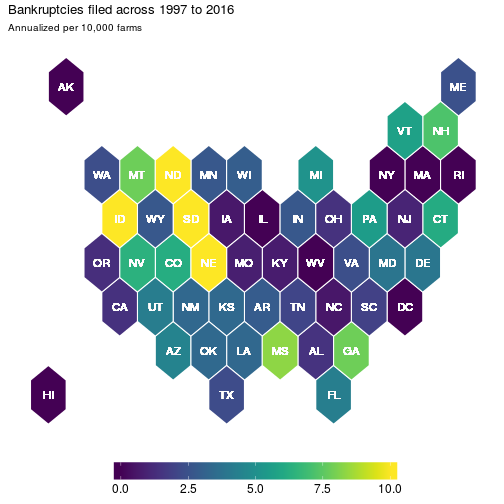 Bankruptcies filed across 1997 to 2016
Annualized per 10,000 farms
AK ME
VT NH
WA MT ND MN WI MI NY MA RI
ID WY SD IA IL IN OH PA NJ CT
OR NV CO NE MO KY WV VA MD DE
CA UT NM KS AR TN NC SC DC
AZ OK LA MS AL GA
HI TX FL
0.0 2.5 5.0 7.5 10.0